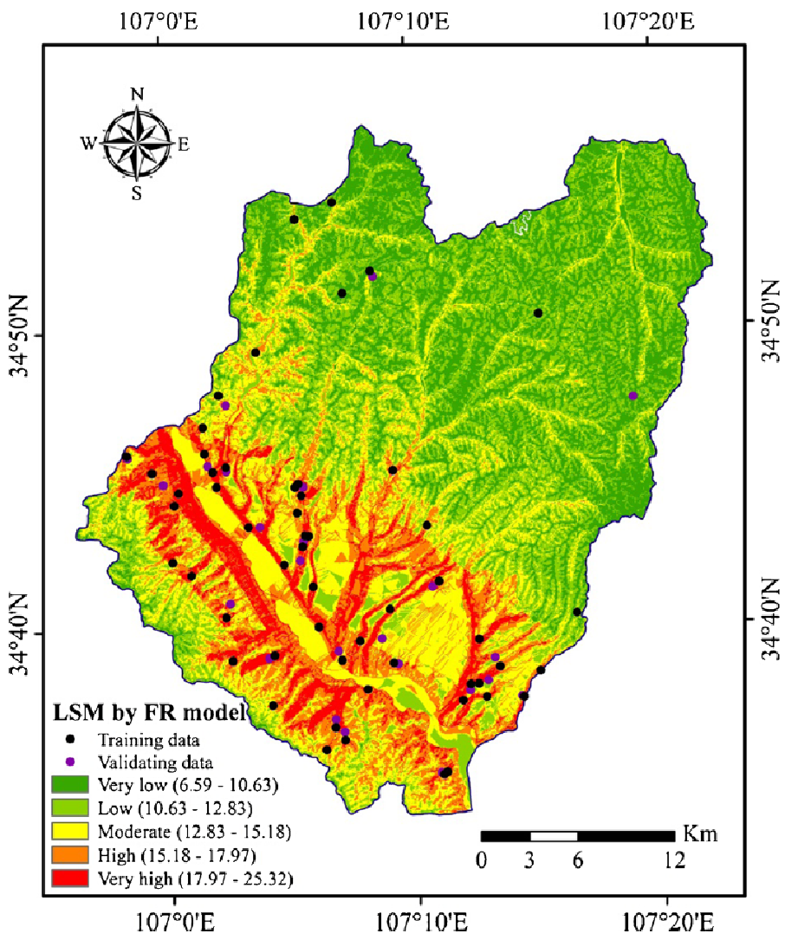 107°0'E 107°10'E 107°20'E
N
W E
S
34°50'N 34°50'N
34°40'N 34°40'N
LSM by FR model
Training data
Validating data
Very low (6.59 - 10.63)
Low (10.63 - 12.83)
Moderate (12.83 - 15.18)
High (15.18 - 17.97)
Very high (17.97 - 25.32)
Km
0 3 6 12
107°0'E 107°10'E 107°20'E